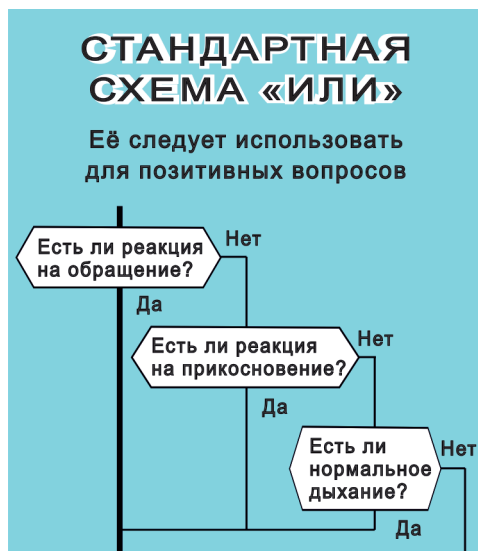 СТАНДАРТНАЯ
СХЕМА «ИЛИ»
Её следует использовать
для позитивных вопросов
Есть ли реакция
на обращение?
Нет
Да
Есть ли реакция
на прикосновение?
Нет
Да
Есть ли
нормальное
дыхание?
Нет
Да